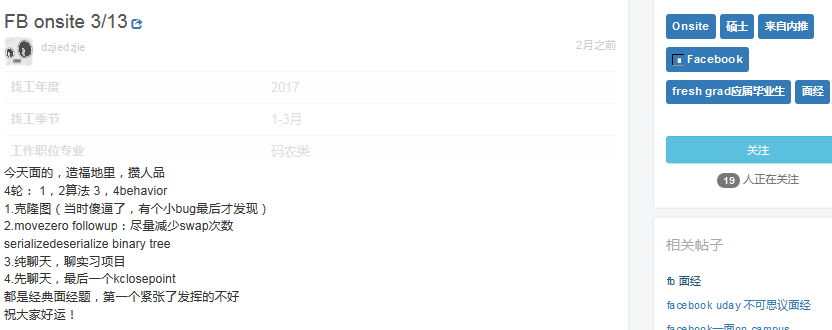 FB onsite 3/13
dzjiedzjie
2月之前
找工年度 2017
找工季节 1-3月
工作职位专业 码农类
今天面的，造福地里，攒人品
4轮： 1，2算法 3，4behavior
1.克隆图（当时傻逼了，有个小bug最后才发现）
2.movezero followup：尽量减少swap次数
serializedeserialize binary tree
3.纯聊天，聊实习项目
4.先聊天，最后一个kclosepoint
都是经典面经题，第一个紧张了发挥的不好
祝大家好运！
Onsite 硕士 来自内推
Facebook
fresh grad应届毕业生 面经
关注
19 人正在关注
相关帖子
fb 面经
facebook uday 不可思议面经
facebook一面on campus